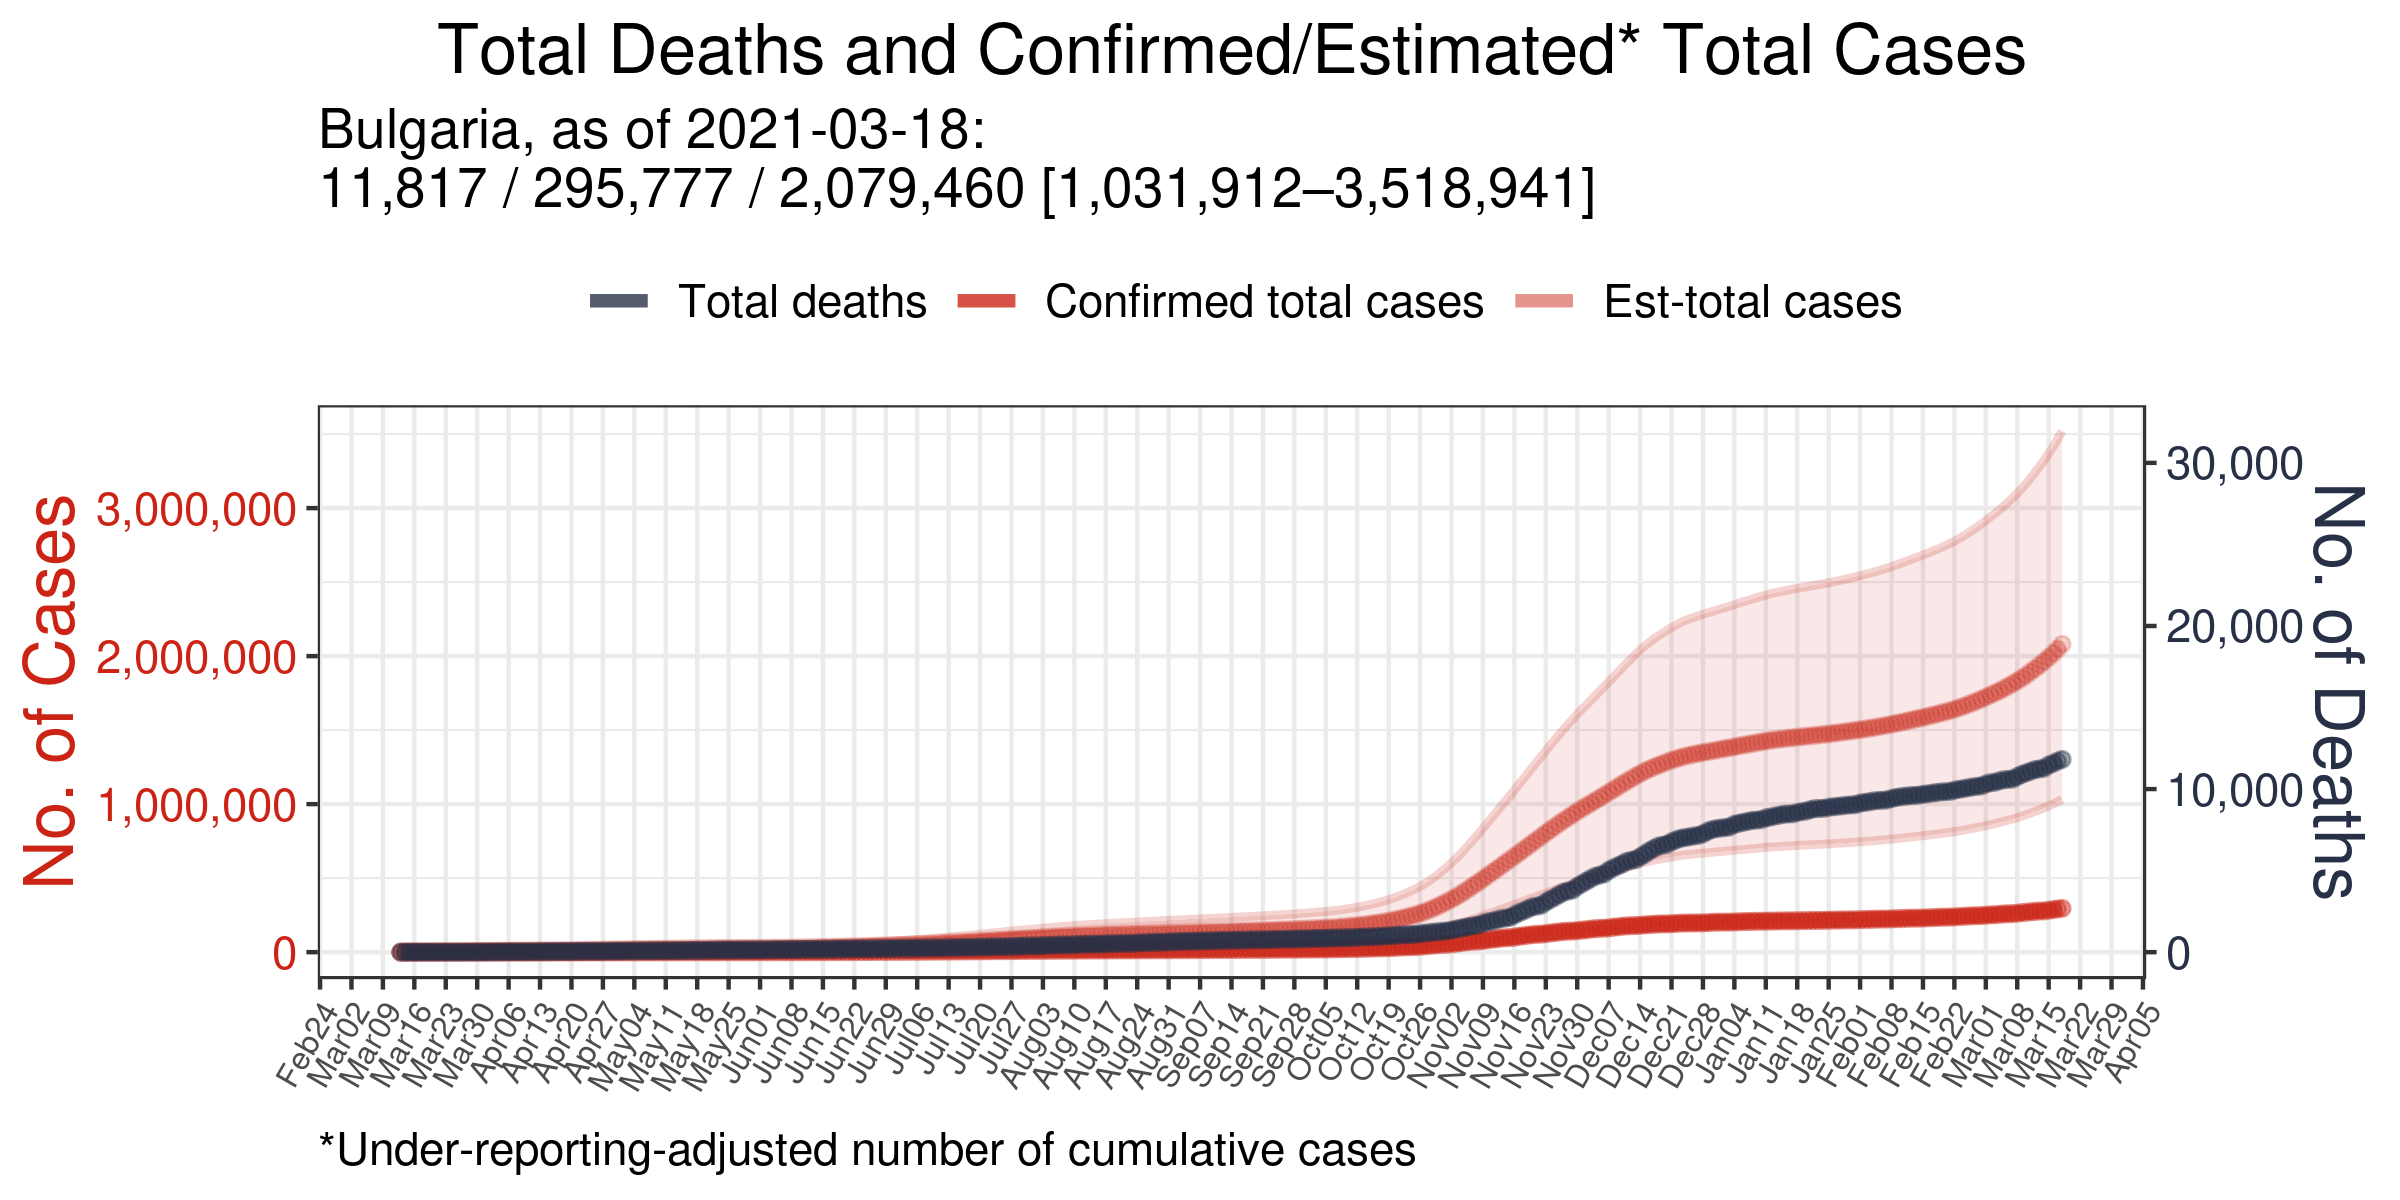 Total Deaths and Confirmed/Estimated* Total Cases
Bulgaria, as of 2021-03-18:
11,817 / 295,777 / 2,079,460 [1,031,912–3,518,941]
Total deaths
Confirmed total cases
Est-total cases
No. of Cases
3,000,000
2,000,000
1,000,000
0
30,000
20,000
10,000
0
No. of Deaths
Feb24
Mar02
Mar09
Mar16
Mar23
Mar30
Apr06
Apr13
Apr20
Apr27
May04
May11
May18
May25
Jun01
Jun08
Jun15
Jun22
Jun29
Jul06
Jul13
Jul20
Jul27
Aug03
Aug10
Aug17
Aug24
Aug31
Sep07
Sep14
Sep21
Sep28
Oct05
Oct12
Oct19
Oct26
Nov02
Nov09
Nov16
Nov23
Nov30
Dec07
Dec14
Dec21
Dec28
Jan04
Jan11
Jan18
Jan25
Feb01
Feb08
Feb15
Feb22
Mar01
Mar08
Mar15
Mar22
Mar29
Apr05
*Under-reporting-adjusted number of cumulative cases